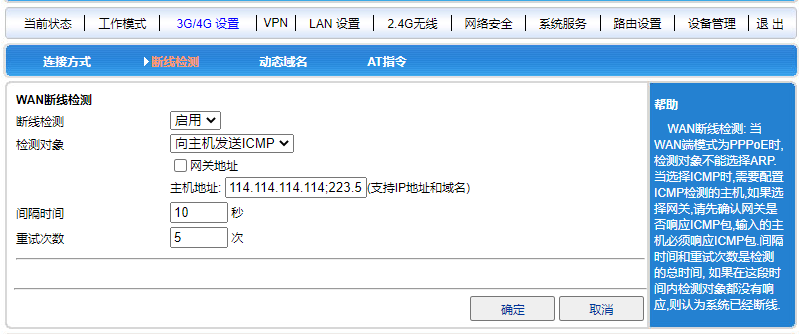 当前状态 工作模式 3G/4G 设置 VPN LAN 设置 2.4G无线 网络安全 系统服务 路由设置 设备管理 退 出
连接方式 断线检测 动态域名 AT指令
WAN断线检测
断线检测 启用
检测对象 向主机发送ICMP
网关地址
主机地址: 114.114.114.114;223.5 (支持IP地址和域名)
间隔时间 10 秒
重试次数 5 次
确定 取消
帮助
WAN断线检测: 当
WAN端模式为PPPoE时,
检测对象不能选择ARP.
当选择ICMP时,需要配置
ICMP检测的主机,如果选
择网关,请先确认网关是
否响应ICMP包,输入的主
机必须响应ICMP包.间隔
时间和重试次数是检测
的总时间, 如果在这段时
间内检测对象都没有响
应,则认为系统已经断线.